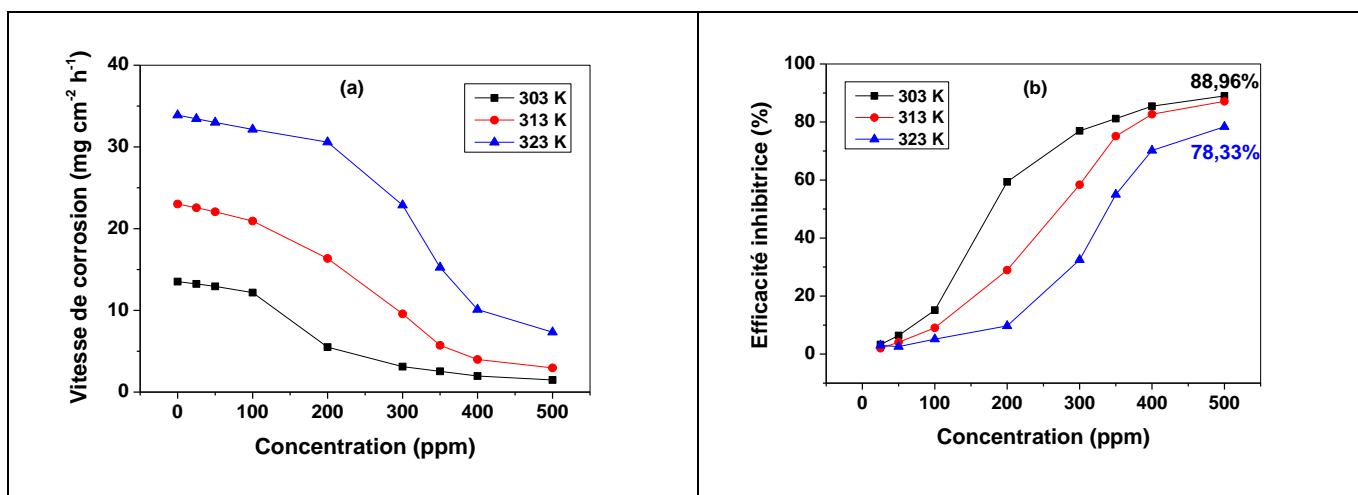 (a)
303 K
313 K
323 K
40
30
20
10
0
0 100 200 300 400 500
Vitesse de corrosion (mg cm⁻² h⁻¹)
Concentration (ppm)
(b)
88,96%
303 K
313 K
323 K
78,33%
100
80
60
40
20
0
0 100 200 300 400 500
Efficacité inhibitrice (%)
Concentration (ppm)